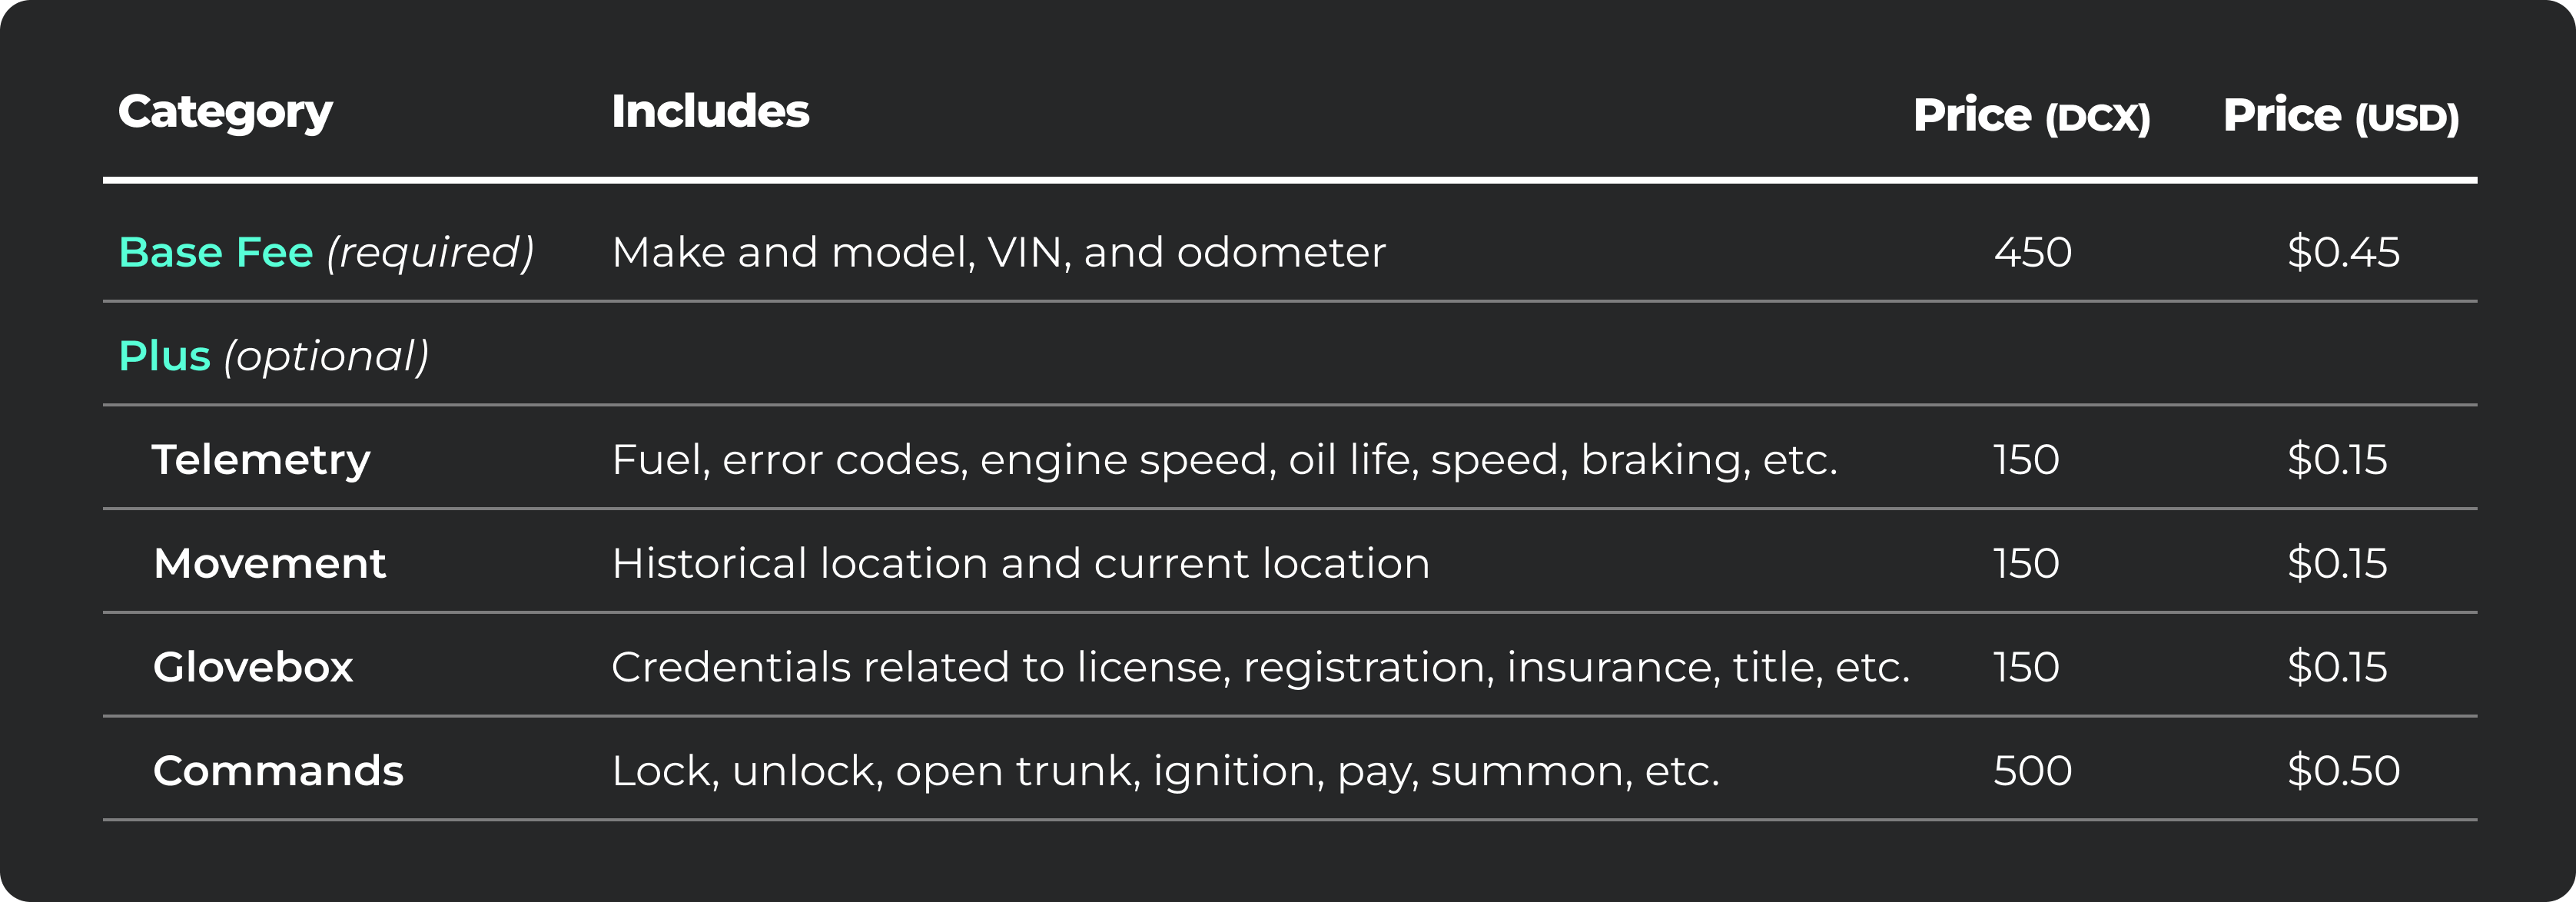 Category Includes Price (DCX) Price (USD)
Base Fee (required) Make and model, VIN, and odometer 450 $0.45
Plus (optional)
Telemetry Fuel, error codes, engine speed, oil life, speed, braking, etc. 150 $0.15
Movement Historical location and current location 150 $0.15
Glovebox Credentials related to license, registration, insurance, title, etc. 150 $0.15
Commands Lock, unlock, open trunk, ignition, pay, summon, etc. 500 $0.50